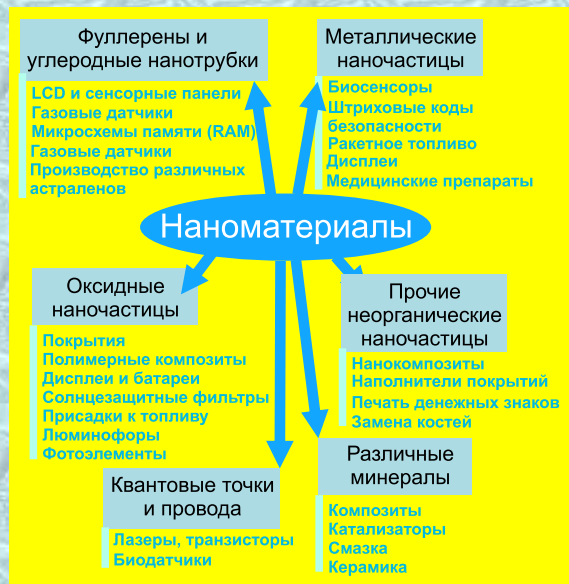 Фуллерены и
углеродные нанотрубки
LCD и сенсорные панели
Газовые датчики
Микросхемы памяти (RAM)
Газовые датчики
Производство различных
астраленов
Металлические
наночастицы
Биосенсоры
Штриховые коды
безопасности
Ракетное топливо
Дисплеи
Медицинские препараты
Наноматериалы
Оксидные
наночастицы
Покрытия
Полимерные композиты
Дисплеи и батареи
Солнцезащитные фильтры
Присадки к топливу
Люминофоры
Фотоэлементы
Прочие
неорганические
наночастицы
Нанокомпозиты
Наполнители покрытий
Печать денежных знаков
Замена костей
Квантовые точки
и провода
Лазеры, транзисторы
Биодатчики
Различные
минералы
Композиты
Катализаторы
Смазка
Керамика